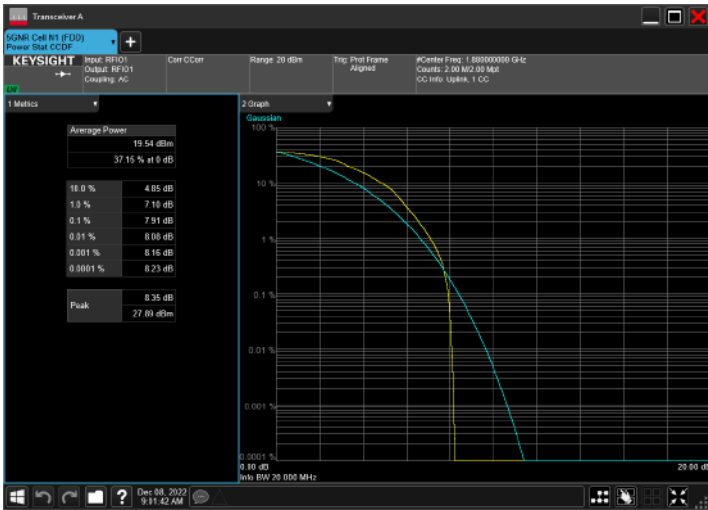 Transceiver A
5GNR Cell N1 (FDD)
Power Stat CCDF
KEYSIGHT
Input: RFIO1
Output: RFIO1
Coupling: AC
Corr CCorr
Range: 20 dBm
Trig: Prot Frame
Aligned
#Center Freq: 1.880000000 GHz
Counts: 2.00 M/2.00 Mpt
CC Info: Uplink, 1 CC
1 Metrics
Average Power
19.54 dBm
37.15 % at 0 dB
10.0 % 4.85 dB
1.0 % 7.10 dB
0.1 % 7.91 dB
0.01 % 8.08 dB
0.001 % 8.16 dB
0.0001 % 8.23 dB
Peak
8.35 dB
27.89 dBm
2 Graph
Gaussian
100 %
10 %
1 %
0.1 %
0.01 %
0.001 %
0.0001 %
0.00 dB
20.00 dB
Info BW 20.000 MHz
?
Dec 08, 2022
9:01:42 AM